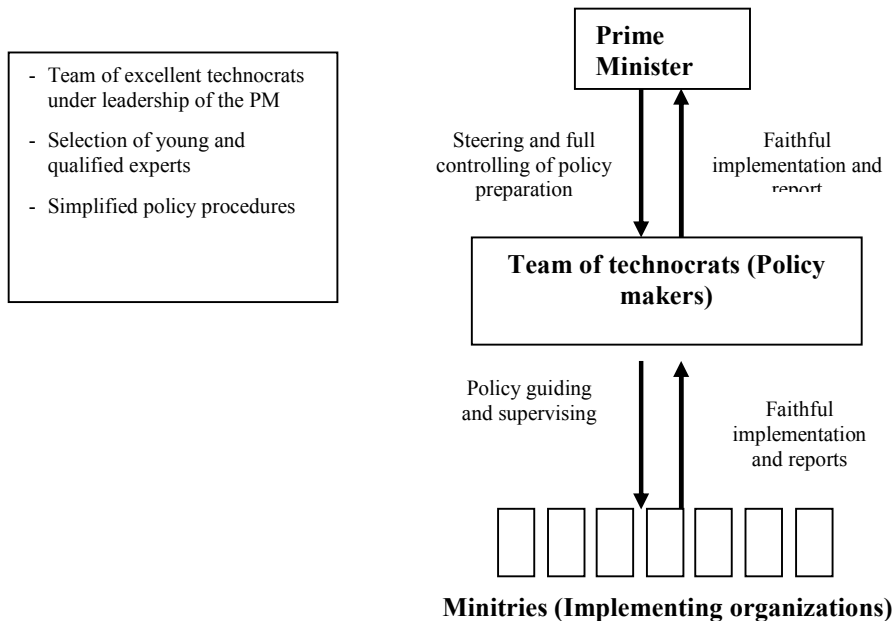 - Team of excellent technocrats
under leadership of the PM
- Selection of young and
qualified experts
- Simplified policy procedures
Prime
Minister
Steering and full
controlling of policy
preparation
Faithful
implementation and
report
Team of technocrats (Policy
makers)
Policy guiding
and supervising
Faithful
implementation
and reports
Minitries (Implementing organizations)